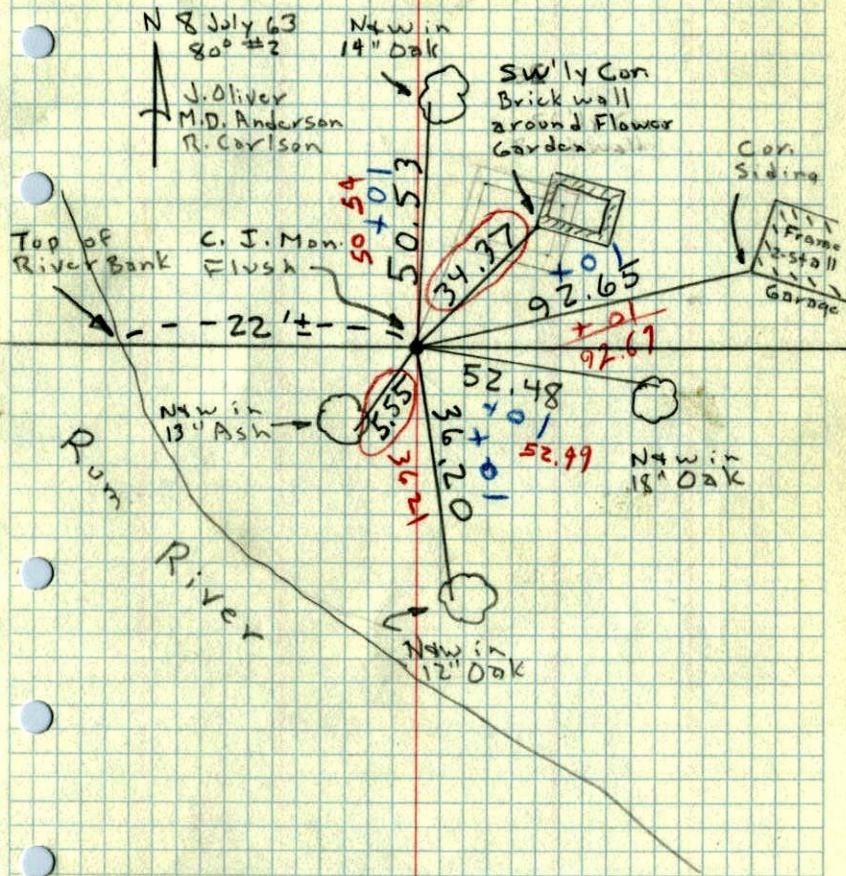 N 8 July 63
80° #2
J. Oliver
M.D. Anderson
R. Carlson
N&W in
14" Oak
SW'ly Cor
Brick wall
around Flower
Garden
Cor.
Siding
Frame
2-stall
Garage
50.53
+01
50 54
34.37
92.65
+01
+01
92.67
Top of
River Bank
C. I. Mon.
Flush
22'±
52.48
+01
52.49
N&W in
13" Ash
5.55
36.20
+01
3621
N&W in
18" Oak
N&W in
12" Oak
Rum
River